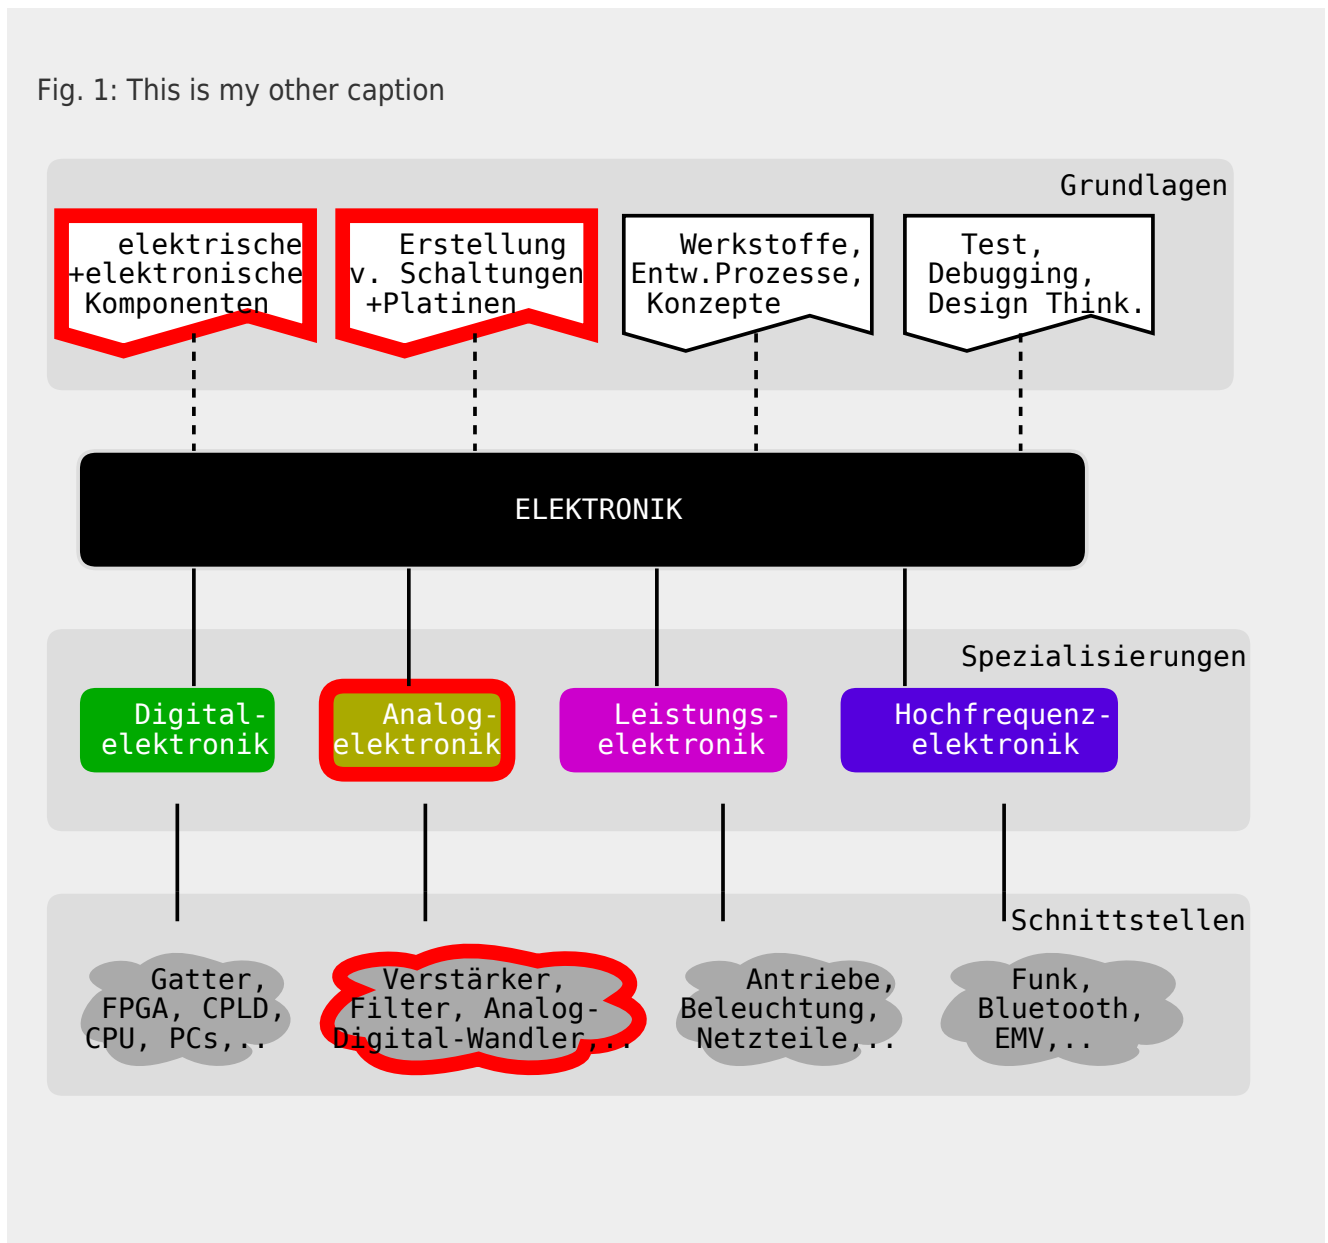 Fig. 1: This is my other caption
Grundlagen
elektrische
+elektronische
Komponenten
Erstellung
v. Schaltungen
+Platinen
Werkstoffe,
Entw.Prozesse,
Konzepte
Test,
Debugging,
Design Think.
ELEKTRONIK
Spezialisierungen
Digital-
elektronik
Analog-
elektronik
Leistungs-
elektronik
Hochfrequenz-
elektronik
Schnittstellen
Gatter,
FPGA, CPLD,
CPU, PCs,..
Verstärker,
Filter, Analog-
Digital-Wandler,..
Antriebe,
Beleuchtung,
Netzteile,..
Funk,
Bluetooth,
EMV,..